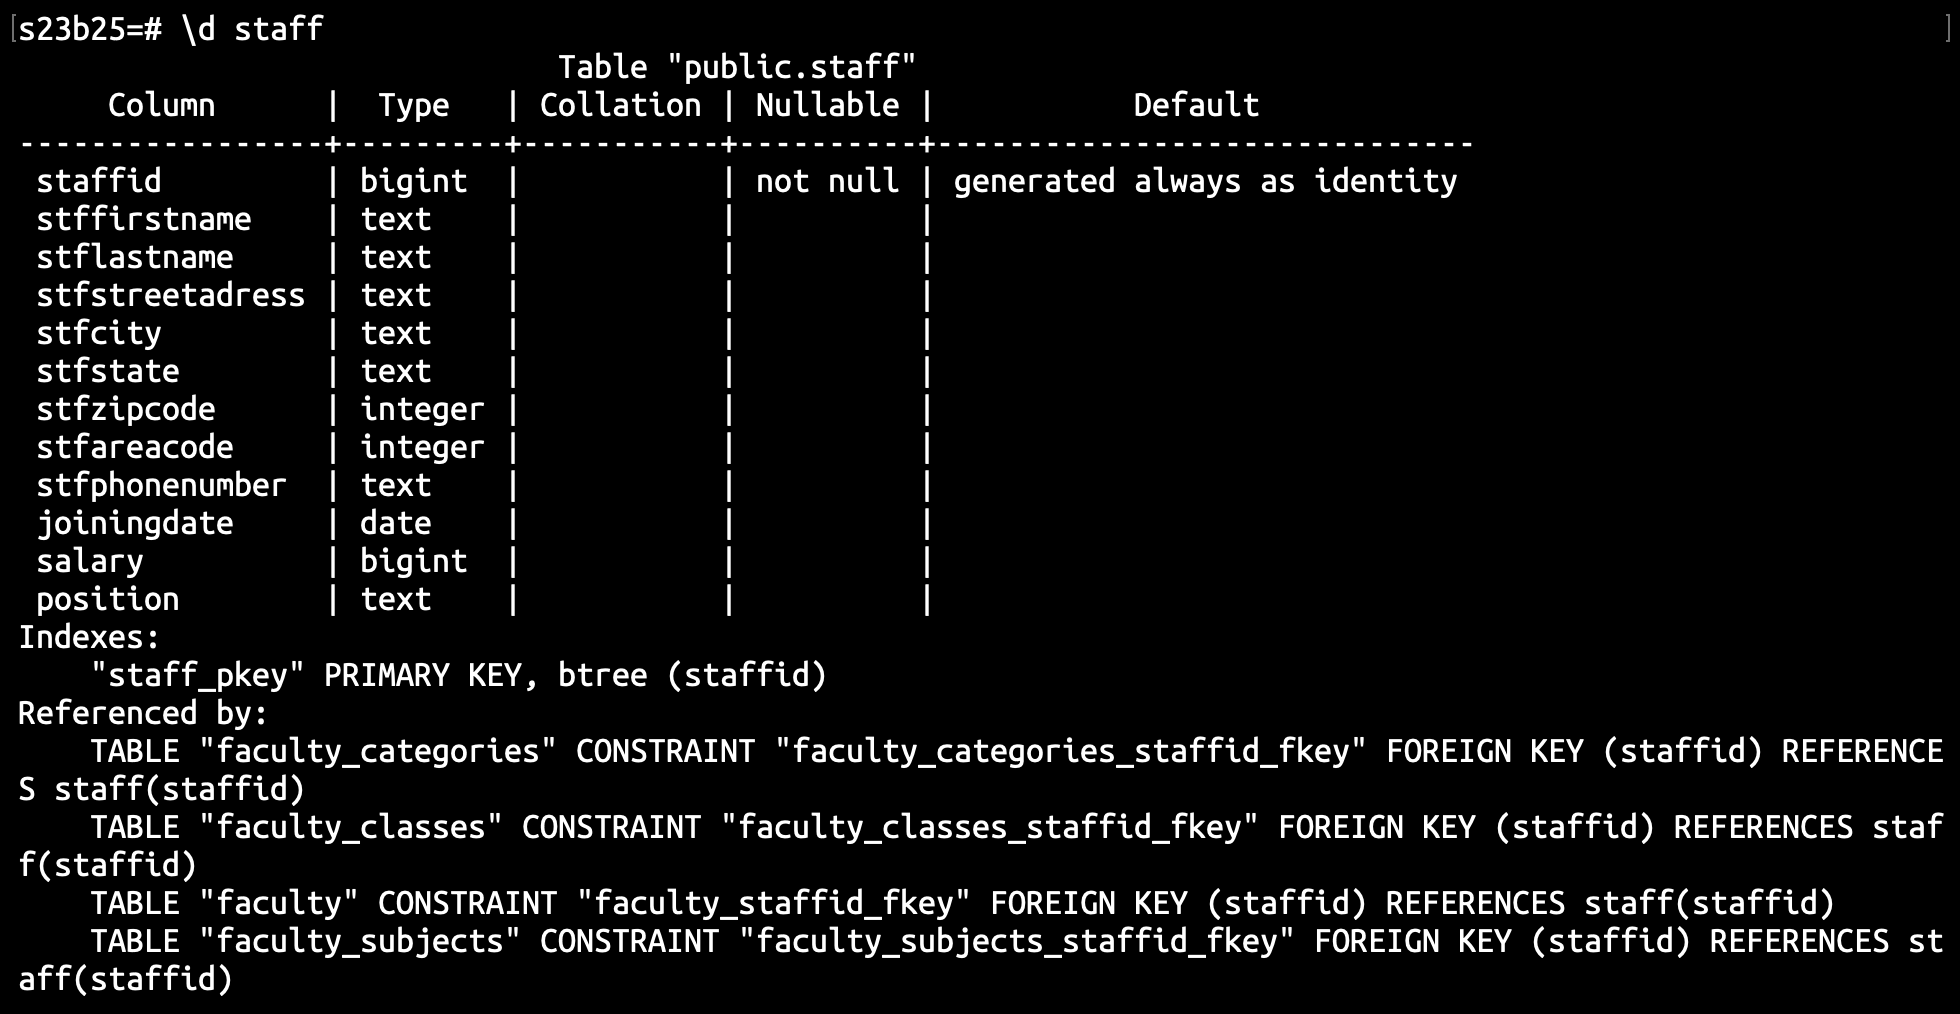 [s23b25=# \d staff ]
Table "public.staff"
Column | Type | Collation | Nullable | Default
-----------------+---------+-----------+----------+------------------------------
staffid | bigint | | not null | generated always as identity
stffirstname | text | | |
stflastname | text | | |
stfstreetadress | text | | |
stfcity | text | | |
stfstate | text | | |
stfzipcode | integer | | |
stfareacode | integer | | |
stfphonenumber | text | | |
joiningdate | date | | |
salary | bigint | | |
position | text | | |
Indexes:
"staff_pkey" PRIMARY KEY, btree (staffid)
Referenced by:
TABLE "faculty_categories" CONSTRAINT "faculty_categories_staffid_fkey" FOREIGN KEY (staffid) REFERENCE
S staff(staffid)
TABLE "faculty_classes" CONSTRAINT "faculty_classes_staffid_fkey" FOREIGN KEY (staffid) REFERENCES staf
f(staffid)
TABLE "faculty" CONSTRAINT "faculty_staffid_fkey" FOREIGN KEY (staffid) REFERENCES staff(staffid)
TABLE "faculty_subjects" CONSTRAINT "faculty_subjects_staffid_fkey" FOREIGN KEY (staffid) REFERENCES st
aff(staffid)